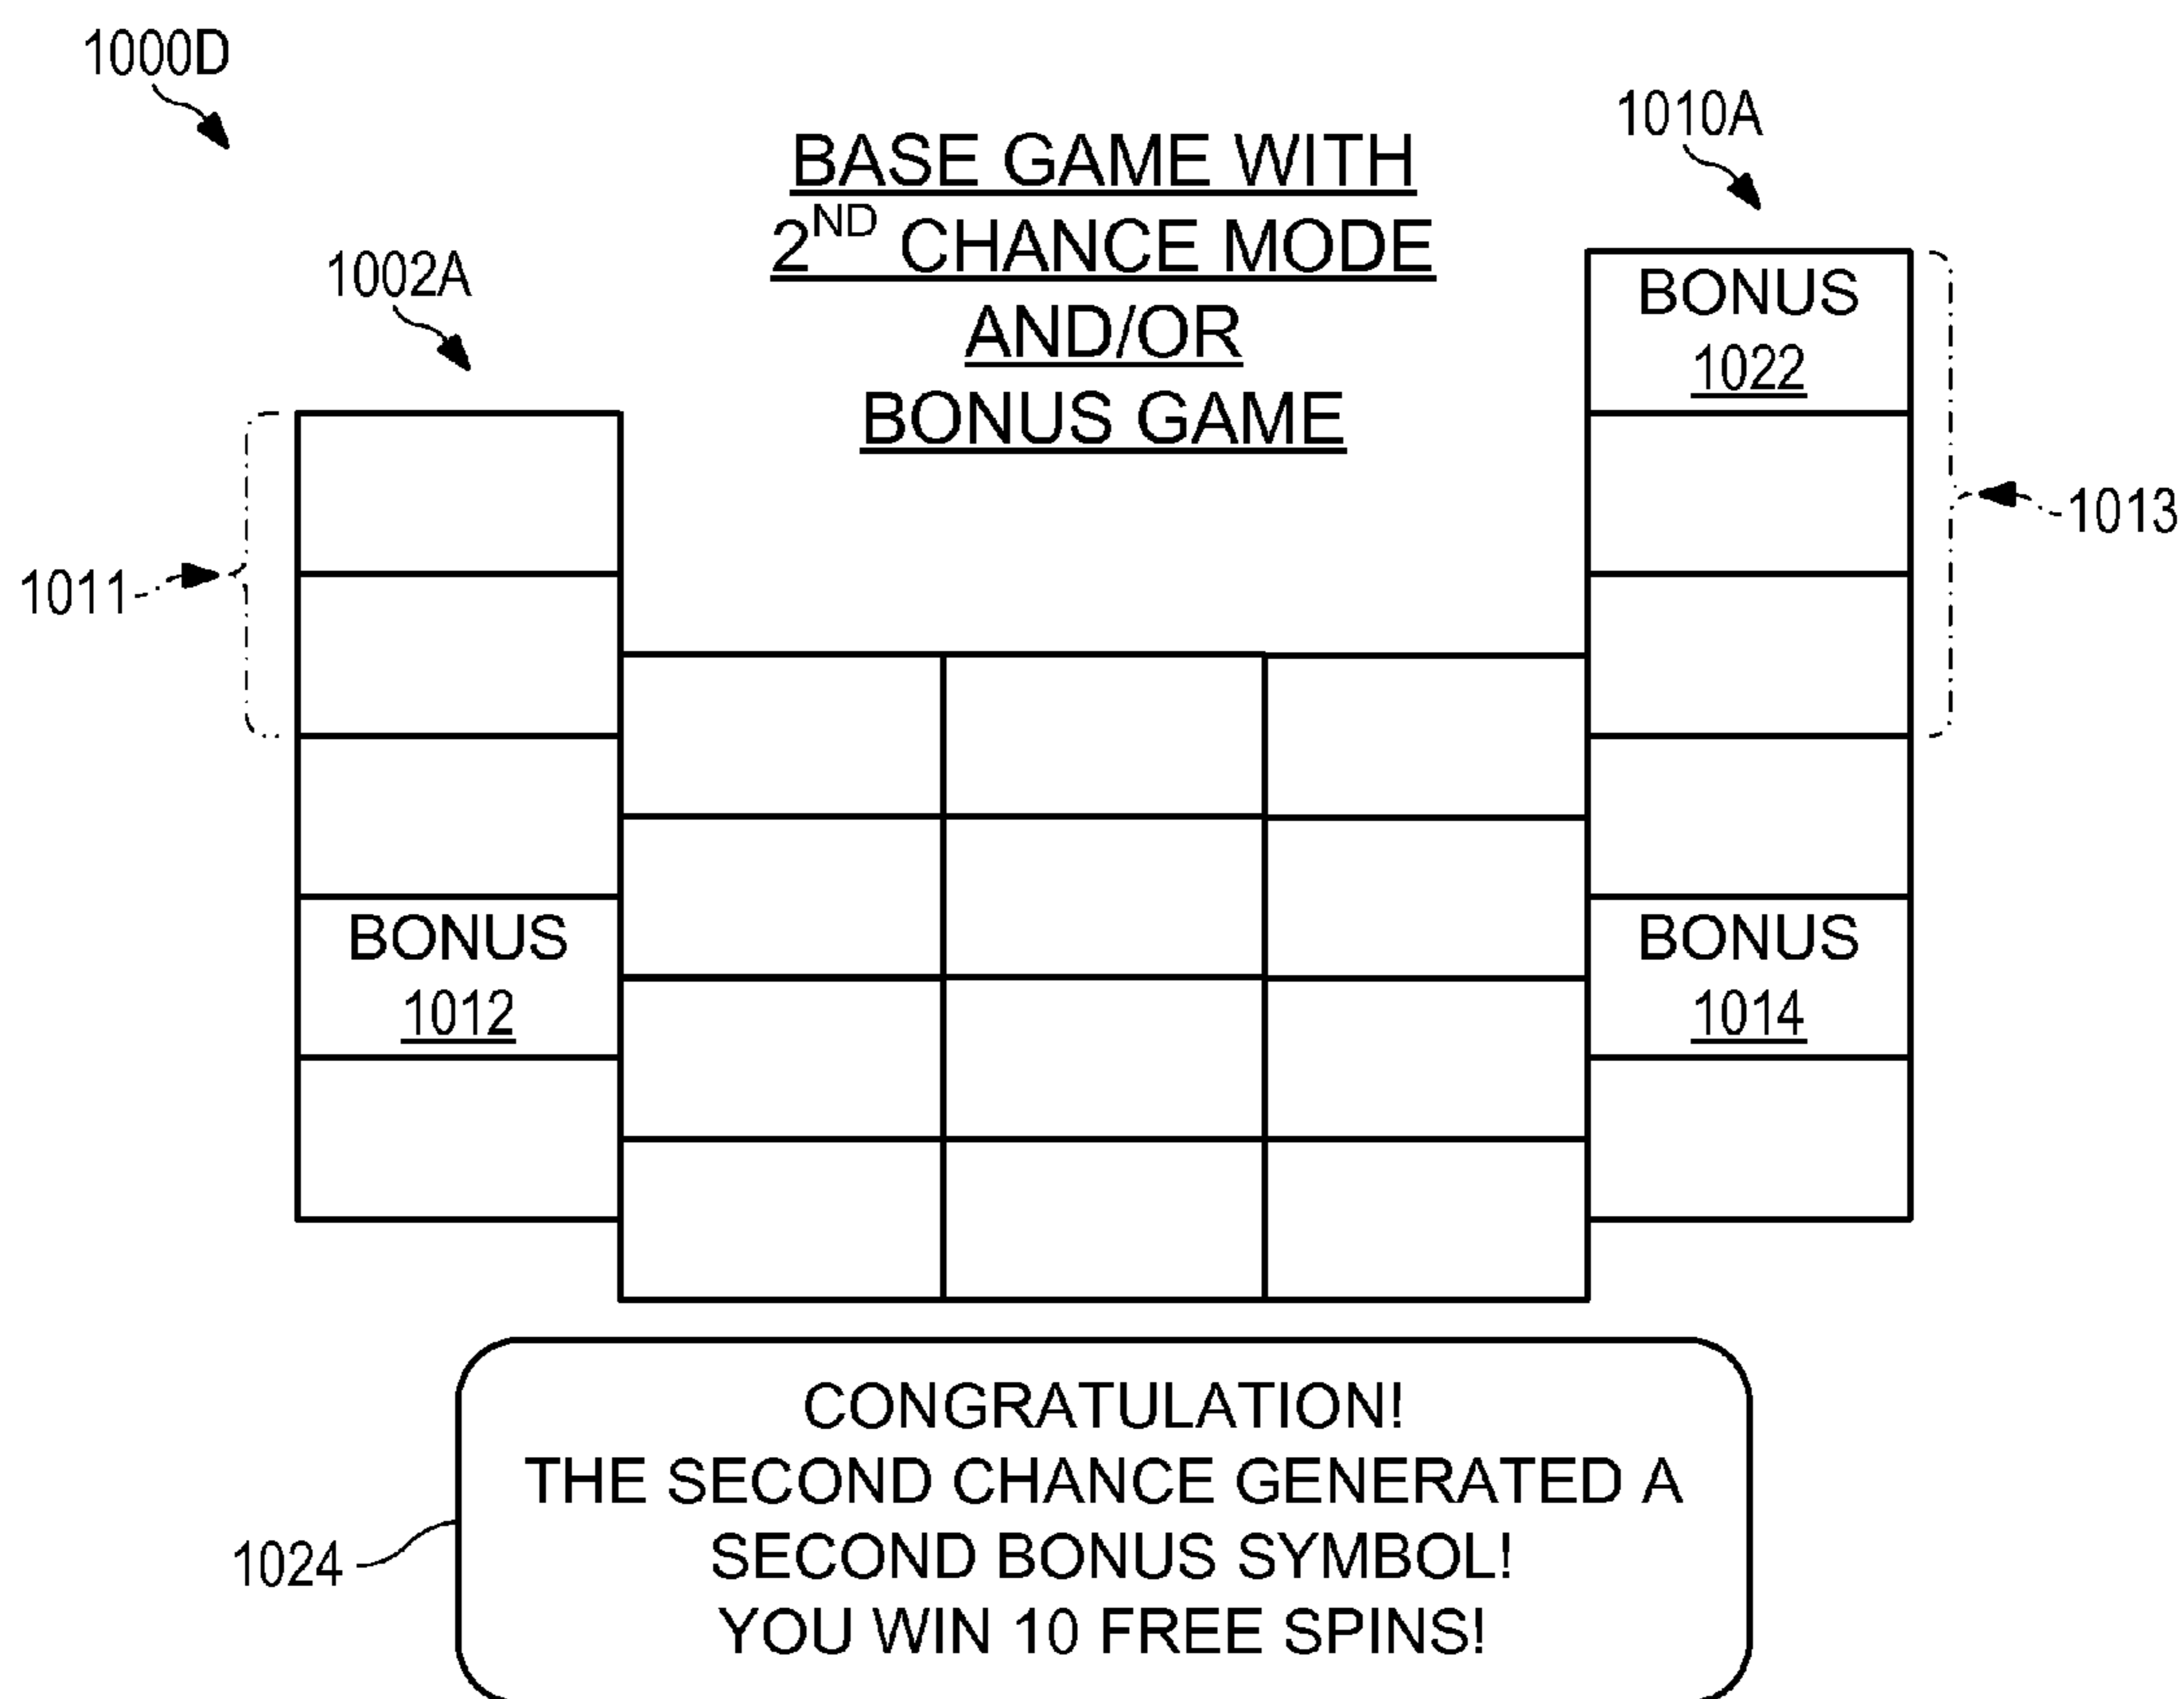 1000D
1010A
BASE GAME WITH
2ND CHANCE MODE
AND/OR
BONUS GAME
1002A
BONUS
1022
1013
1011
BONUS
1012
BONUS
1014
CONGRATULATION!
THE SECOND CHANCE GENERATED A
SECOND BONUS SYMBOL!
YOU WIN 10 FREE SPINS!
1024